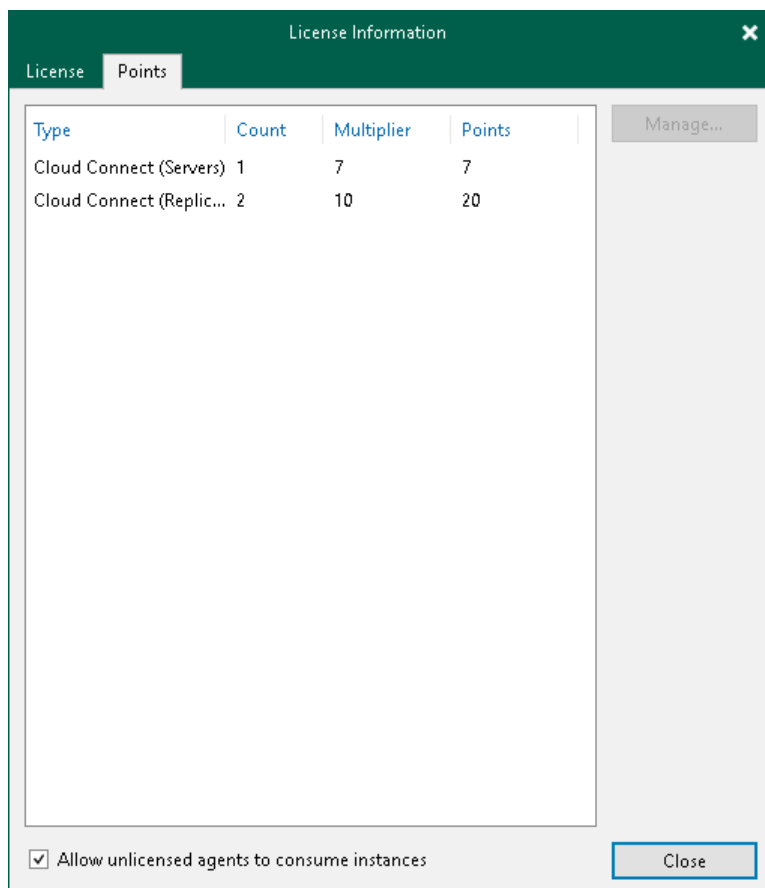 License Information
License Points
Manage...
Type Count Multiplier Points
Cloud Connect (Servers) 1 7 7
Cloud Connect (Replic... 2 10 20
Allow unlicensed agents to consume instances
Close